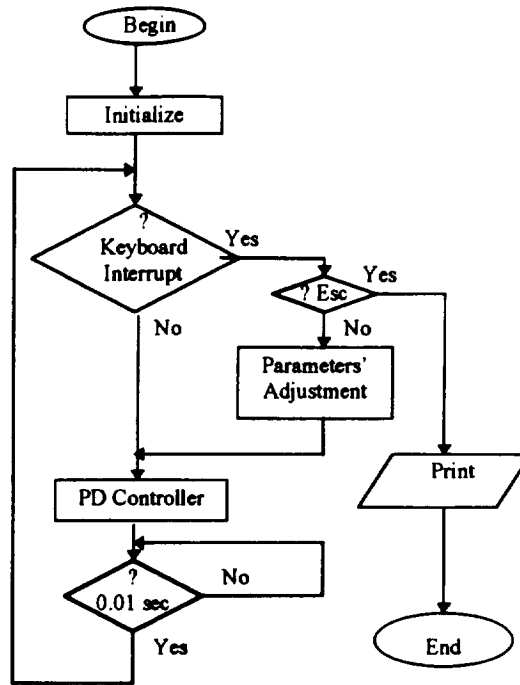 Begin
Initialize
?
Keyboard
Interrupt
Yes
No
? Esc
Yes
No
Parameters'
Adjustment
PD Controller
Print
?
0.01 sec
No
Yes
End